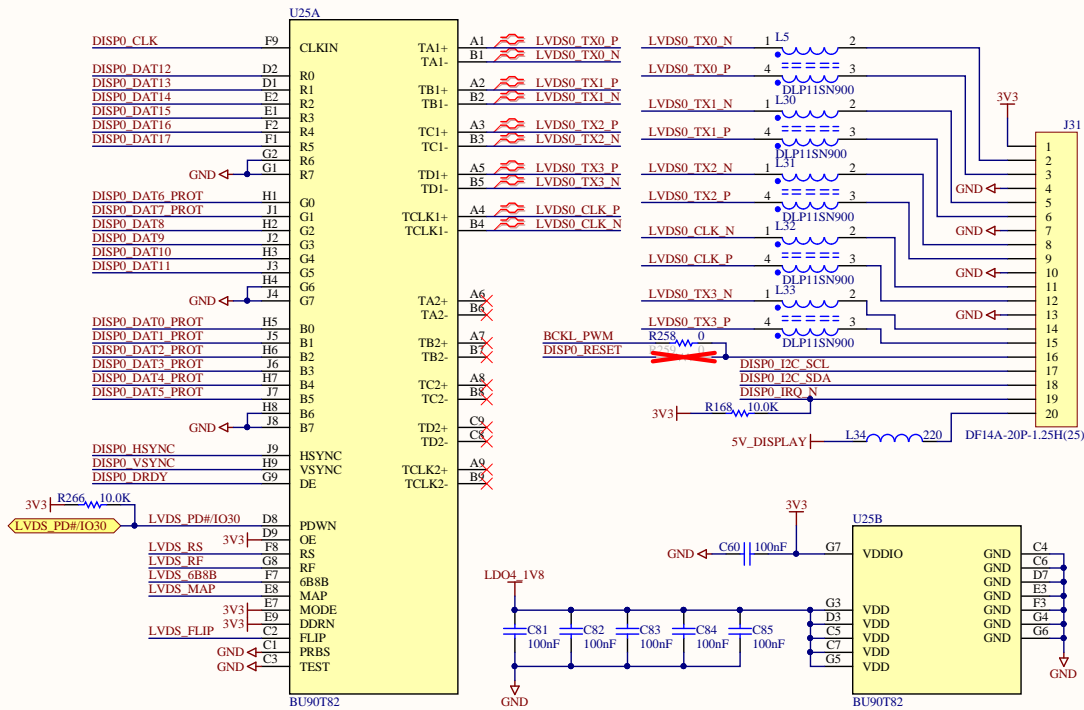 U25A
DISP0_CLK F9 CLKIN
DISP0_DAT12 D2 R0
DISP0_DAT13 D1 R1
DISP0_DAT14 E2 R2
DISP0_DAT15 E1 R3
DISP0_DAT16 F2 R4
DISP0_DAT17 F1 R5
G2 R6
GND G1 R7
DISP0_DAT6_PROT H1 G0
DISP0_DAT7_PROT J1 G1
DISP0_DAT8 H2 G2
DISP0_DAT9 J2 G3
DISP0_DAT10 H3 G4
DISP0_DAT11 J3 G5
H4 G6
GND J4 G7
DISP0_DAT0_PROT H5 B0
DISP0_DAT1_PROT J5 B1
DISP0_DAT2_PROT H6 B2
DISP0_DAT3_PROT J6 B3
DISP0_DAT4_PROT H7 B4
DISP0_DAT5_PROT J7 B5
H8 B6
GND J8 B7
DISP0_HSYNC J9 HSYNC
DISP0_VSYNC H9 VSYNC
DISP0_DRDY G9 DE
3V3 R266 10.0K
LVDS_PD#/IO30 LVDS_PD#/IO30 D8 PDWN
3V3 D9 OE
LVDS_RS F8 RS
LVDS_RF G8 RF
LVDS_6B8B F7 6B8B
LVDS_MAP E8 MAP
3V3 E7 MODE
3V3 E9 DDRN
LVDS_FLIP C2 FLIP
GND C1 PRBS
GND C3 TEST
BU90T82
TA1+ A1 LVDS0_TX0_P
TA1- B1 LVDS0_TX0_N
TB1+ A2 LVDS0_TX1_P
TB1- B2 LVDS0_TX1_N
TC1+ A3 LVDS0_TX2_P
TC1- B3 LVDS0_TX2_N
TD1+ A5 LVDS0_TX3_P
TD1- B5 LVDS0_TX3_N
TCLK1+ A4 LVDS0_CLK_P
TCLK1- B4 LVDS0_CLK_N
TA2+ A6
TA2- B6
TB2+ A7
TB2- B7
TC2+ A8
TC2- B8
TD2+ C9
TD2- C8
TCLK2+ A9
TCLK2- B9
LVDS0_TX0_N 1 L5 2
LVDS0_TX0_P 4 3
DLP11SN900
LVDS0_TX1_N 1 L30 2
LVDS0_TX1_P 4 3
DLP11SN900
LVDS0_TX2_N 1 L31 2
LVDS0_TX2_P 4 3
DLP11SN900
LVDS0_CLK_N 1 L32 2
LVDS0_CLK_P 4 3
DLP11SN900
LVDS0_TX3_N 1 L33 2
LVDS0_TX3_P 4 3
DLP11SN900
BCKL_PWM R258 0
DISP0_RESET
DISP0_I2C_SCL
DISP0_I2C_SDA
DISP0_IRQ_N
3V3 R168 10.0K
5V_DISPLAY L34 220
3V3
J31
1
2
3
GND 4
5
6
GND 7
8
9
GND 10
11
12
GND 13
14
15
16
17
18
19
20
DF14A-20P-1.25H(25)
3V3
U25B
GND C60 100nF G7 VDDIO
LDO4_1V8
C81 100nF
C82 100nF
C83 100nF
C84 100nF
C85 100nF
GND
G3 VDD
D3 VDD
C5 VDD
C7 VDD
G5 VDD
GND C4
GND C6
GND D7
GND E3
GND F3
GND G4
GND G6
GND
BU90T82